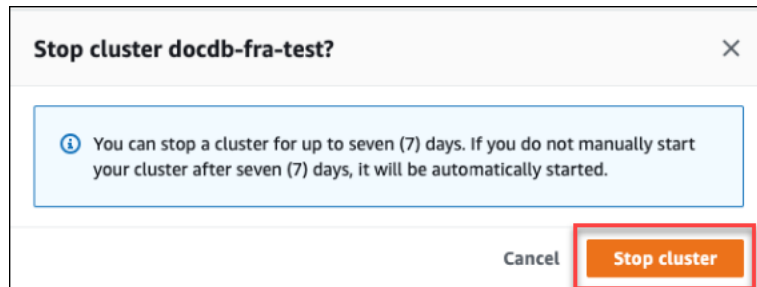 Stop cluster docdb-fra-test?
You can stop a cluster for up to seven (7) days. If you do not manually start
your cluster after seven (7) days, it will be automatically started.
Cancel
Stop cluster